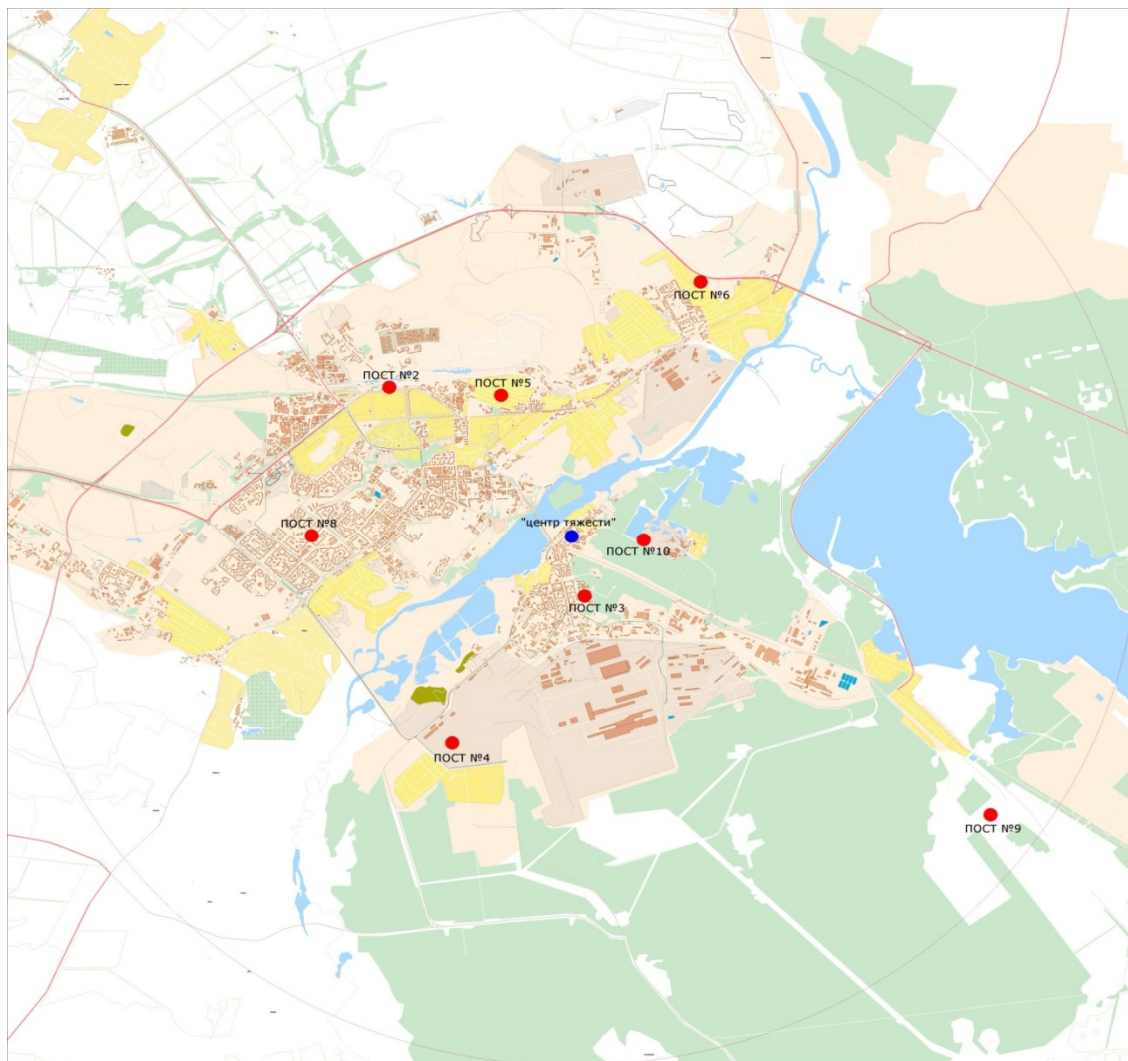 ПОСТ №6
ПОСТ №2
ПОСТ №5
"центр тяжести"
ПОСТ №8
ПОСТ №10
ПОСТ №3
ПОСТ №4
ПОСТ №9